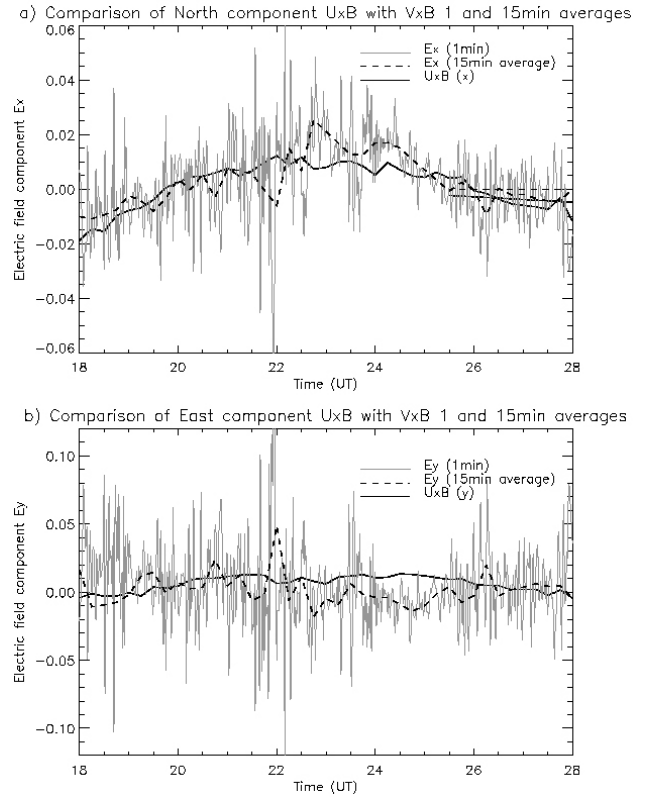 a) Comparison of North component UxB with VxB 1 and 15min averages
0.06
0.04
0.02
0.00
-0.02
-0.04
-0.06
Electric field component Ex
Ex (1min)
Ex (15min average)
UxB (x)
18 20 22 24 26 28
Time (UT)
b) Comparison of East component UxB with VxB 1 and 15min averages
0.10
0.05
0.00
-0.05
-0.10
Electric field component Ey
Ey (1min)
Ey (15min average)
UxB (y)
18 20 22 24 26 28
Time (UT)